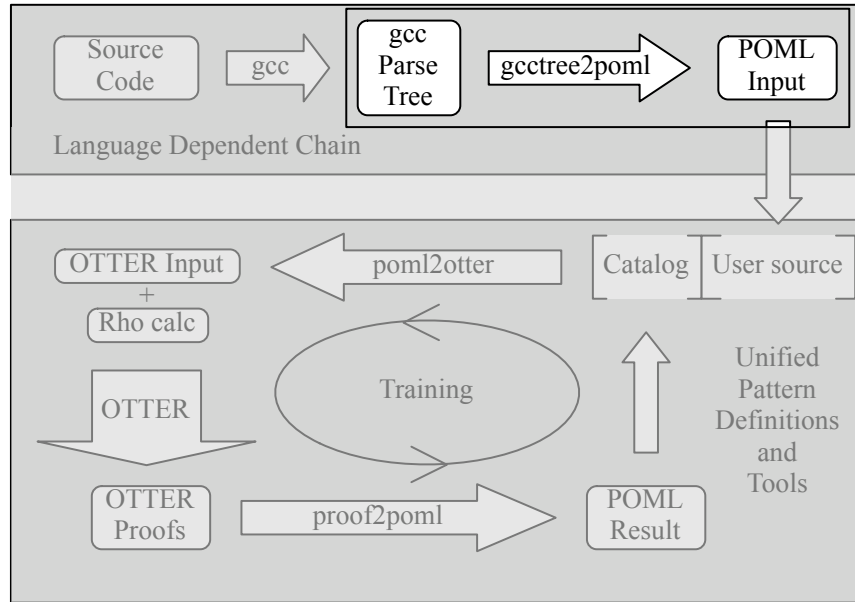 Source
Code
gcc
gcc
Parse
Tree
gcctree2poml
POML
Input
Language Dependent Chain
OTTER Input
+
Rho calc
poml2otter
Catalog
User source
Training
Unified
Pattern
Definitions
and
Tools
OTTER
OTTER
Proofs
proof2poml
POML
Result